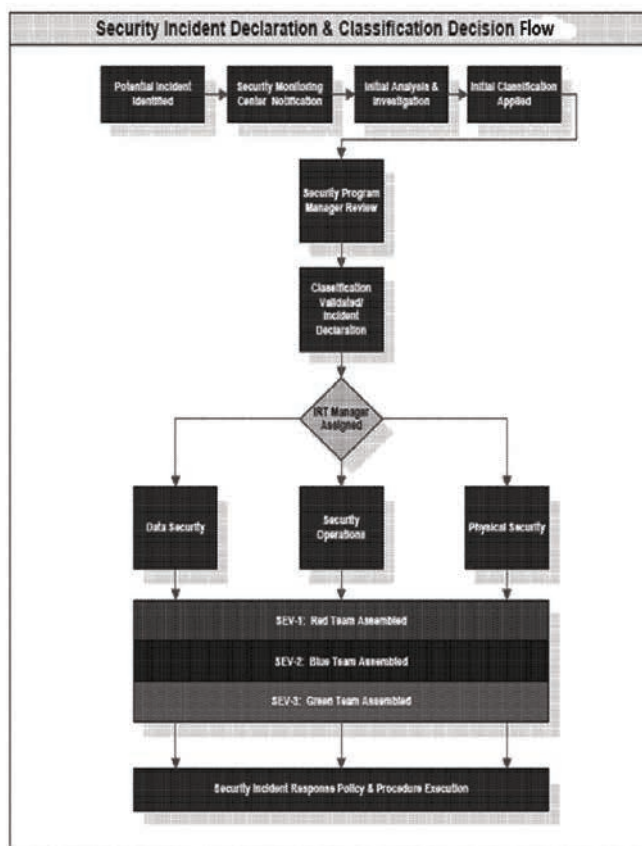 Security Incident Declaration & Classification Decision Flow
Potential Incident
Identified
Security Monitoring
Center Notification
Initial Analysis &
Investigation
Initial Classification
Applied
Security Program
Manager Review
Classification
Validated/
Incident
Declaration
IRT Manager
Assigned
Data Security
Security
Operations
Physical Security
SEV-1: Red Team Assembled
SEV-2: Blue Team Assembled
SEV-3: Green Team Assembled
Security Incident Response Policy & Procedure Execution